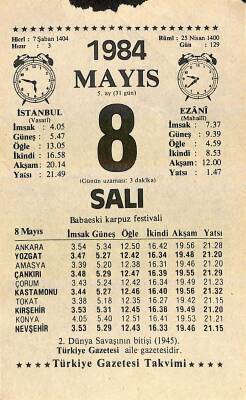 Hicrî : 7 Şaban 1404
Hızır : 3
Rûmî : 25 Nisan 1400
Gün : 129
1984
MAYIS
5. ay (31 gün)
İSTANBUL
(Vasatî)
İmsak : 4.05
Güneş : 5.47
Öğle : 13.05
İkindi : 16.58
Akşam : 20.14
Yatsı : 21.49
8
EZÂNÎ
(Mahallî)
İmsak : 7.37
Güneş : 9.39
Öğle : 4.59
İkindi : 8.53
Akşam : 12.00
Yatsı : 1.47
(Günün uzaması: 3 dakika)
SALI
Babaeski karpuz festivali
8 Mayıs İmsak Güneş Öğle İkindi Akşam Yatsı
ANKARA 3.54 5.34 12.50 16.42 19.56 21.28
YOZGAT 3.47 5.27 12.42 16.34 19.48 21.20
AMASYA 3.39 5.20 12.38 16.31 19.46 21.21
ÇANKIRI 3.48 5.29 12.47 16.39 19.55 21.29
ÇORUM 3.43 5.24 12.42 16.34 19.49 21.23
KASTAMONU 3.44 5.27 12.46 16.40 19.56 21.32
TOKAT 3.38 5.18 12.35 16.27 19.42 21.15
KIRŞEHİR 3.53 5.31 12.45 16.38 19.49 21.20
KONYA 4.05 5.40 12.51 16.41 19.53 21.21
NEVŞEHİR 3.53 5.29 12.43 16.33 19.46 21.15
2. Dünya Savaşının bitişi (1945).
Türkiye Gazetesi aile gazetesidir.
★★★★ Türkiye Gazetesi Takvimi ★★★★